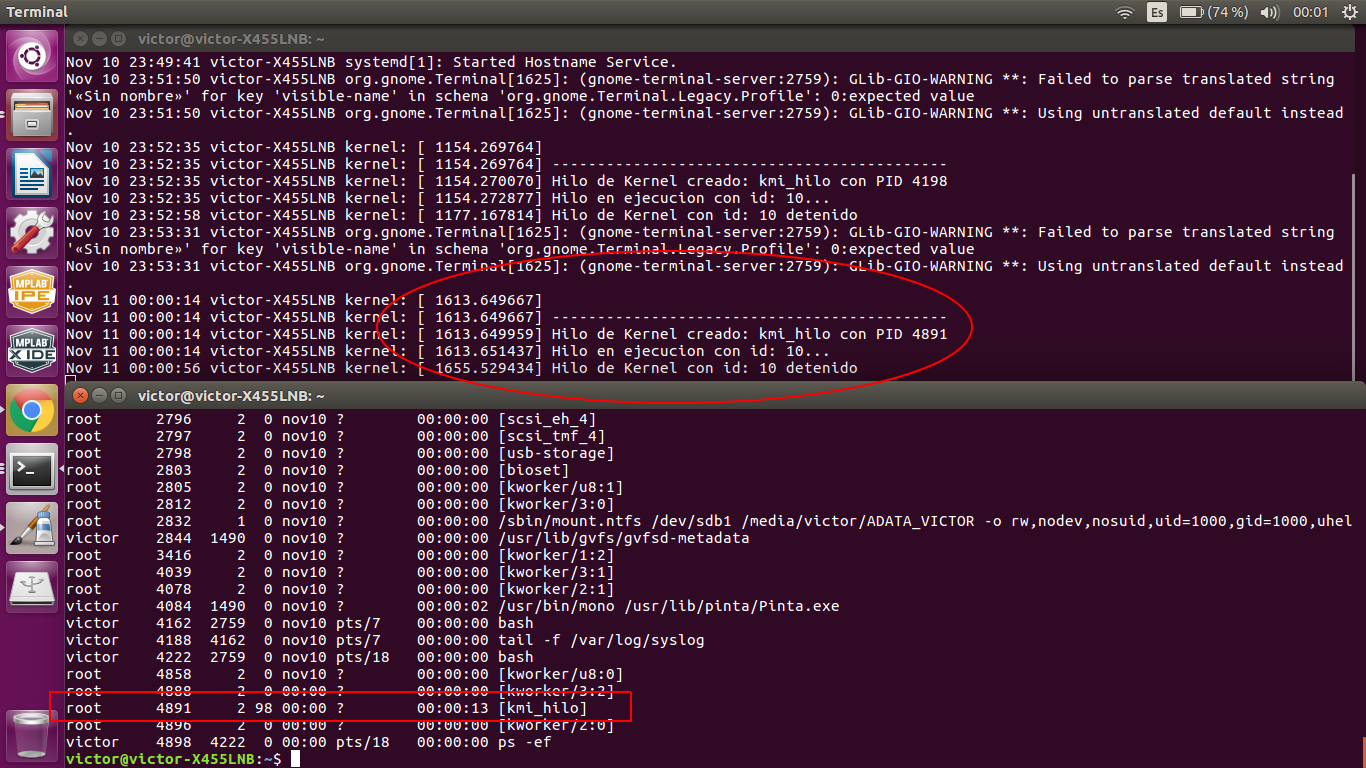 Terminal
Es
(74 %)
00:01
victor@victor-X455LNB: ~
Nov 10 23:49:41 victor-X455LNB systemd[1]: Started Hostname Service.
Nov 10 23:51:50 victor-X455LNB org.gnome.Terminal[1625]: (gnome-terminal-server:2759): GLib-GIO-WARNING **: Failed to parse translated string
'«Sin nombre»' for key 'visible-name' in schema 'org.gnome.Terminal.Legacy.Profile': 0:expected value
Nov 10 23:51:50 victor-X455LNB org.gnome.Terminal[1625]: (gnome-terminal-server:2759): GLib-GIO-WARNING **: Using untranslated default instead
.
Nov 10 23:52:35 victor-X455LNB kernel: [ 1154.269764]
Nov 10 23:52:35 victor-X455LNB kernel: [ 1154.269764] --------------------------------------------
Nov 10 23:52:35 victor-X455LNB kernel: [ 1154.270070] Hilo de Kernel creado: kmi_hilo con PID 4198
Nov 10 23:52:35 victor-X455LNB kernel: [ 1154.272877] Hilo en ejecucion con id: 10...
Nov 10 23:52:58 victor-X455LNB kernel: [ 1177.167814] Hilo de Kernel con id: 10 detenido
Nov 10 23:53:31 victor-X455LNB org.gnome.Terminal[1625]: (gnome-terminal-server:2759): GLib-GIO-WARNING **: Failed to parse translated string
'«Sin nombre»' for key 'visible-name' in schema 'org.gnome.Terminal.Legacy.Profile': 0:expected value
Nov 10 23:53:31 victor-X455LNB org.gnome.Terminal[1625]: (gnome-terminal-server:2759): GLib-GIO-WARNING **: Using untranslated default instead
.
Nov 11 00:00:14 victor-X455LNB kernel: [ 1613.649667]
Nov 11 00:00:14 victor-X455LNB kernel: [ 1613.649667] --------------------------------------------
Nov 11 00:00:14 victor-X455LNB kernel: [ 1613.649959] Hilo de Kernel creado: kmi_hilo con PID 4891
Nov 11 00:00:14 victor-X455LNB kernel: [ 1613.651437] Hilo en ejecucion con id: 10...
Nov 11 00:00:56 victor-X455LNB kernel: [ 1655.529434] Hilo de Kernel con id: 10 detenido
MPLAB
IPE
MPLAB
X IDE
victor@victor-X455LNB: ~
root 2796 2 0 nov10 ? 00:00:00 [scsi_eh_4]
root 2797 2 0 nov10 ? 00:00:00 [scsi_tmf_4]
root 2798 2 0 nov10 ? 00:00:00 [usb-storage]
root 2803 2 0 nov10 ? 00:00:00 [bioset]
root 2805 2 0 nov10 ? 00:00:00 [kworker/u8:1]
root 2812 2 0 nov10 ? 00:00:00 [kworker/3:0]
root 2832 1 0 nov10 ? 00:00:00 /sbin/mount.ntfs /dev/sdb1 /media/victor/ADATA_VICTOR -o rw,nodev,nosuid,uid=1000,gid=1000,uhel
victor 2844 1490 0 nov10 ? 00:00:00 /usr/lib/gvfs/gvfsd-metadata
root 3416 2 0 nov10 ? 00:00:00 [kworker/1:2]
root 4039 2 0 nov10 ? 00:00:00 [kworker/3:1]
root 4078 2 0 nov10 ? 00:00:00 [kworker/2:1]
victor 4084 1490 0 nov10 ? 00:00:02 /usr/bin/mono /usr/lib/pinta/Pinta.exe
victor 4162 2759 0 nov10 pts/7 00:00:00 bash
victor 4188 4162 0 nov10 pts/7 00:00:00 tail -f /var/log/syslog
victor 4222 2759 0 nov10 pts/18 00:00:00 bash
root 4858 2 0 nov10 ? 00:00:00 [kworker/u8:0]
root 4888 2 0 00:00 ? 00:00:00 [kworker/3:2]
root 4891 2 98 00:00 ? 00:00:13 [kmi_hilo]
root 4896 2 0 00:00 ? 00:00:00 [kworker/2:0]
victor 4898 4222 0 00:00 pts/18 00:00:00 ps -ef
victor@victor-X455LNB:~$